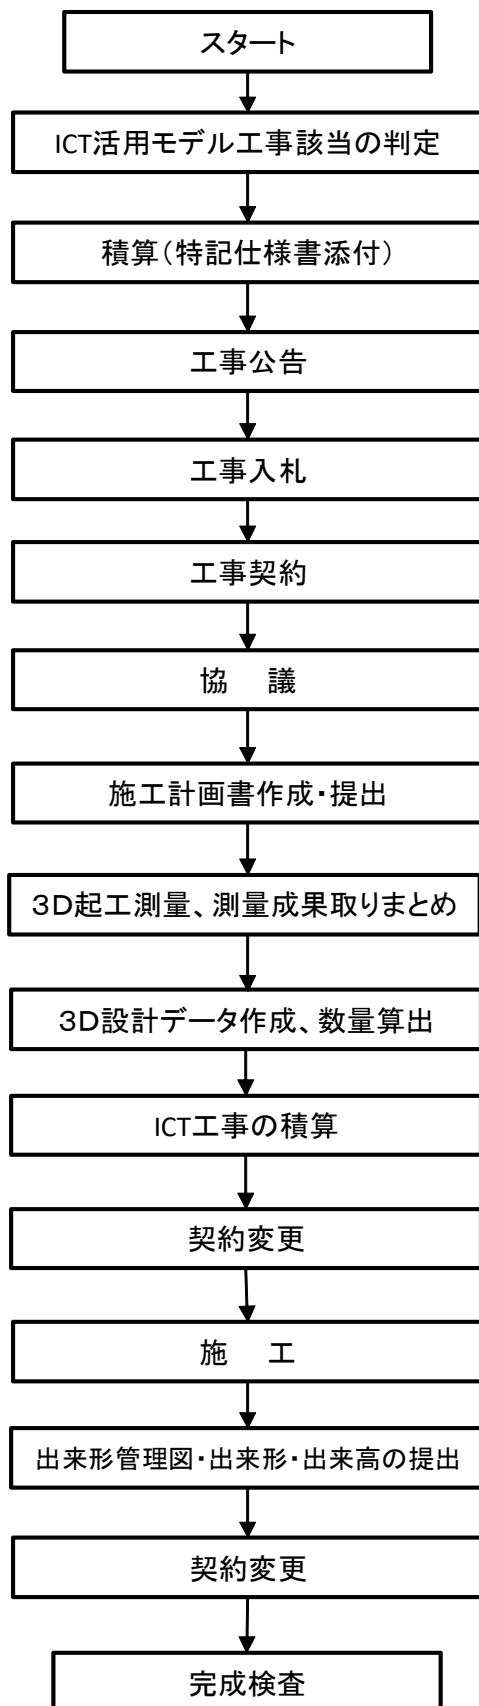 スタート
ICT活用モデル工事該当の判定
積算(特記仕様書添付)
工事公告
工事入札
工事契約
協　議
施工計画書作成・提出
3D起工測量、測量成果取りまとめ
3D設計データ作成、数量算出
ICT工事の積算
契約変更
施　工
出来形管理図・出来形・出来高の提出
契約変更
完成検査